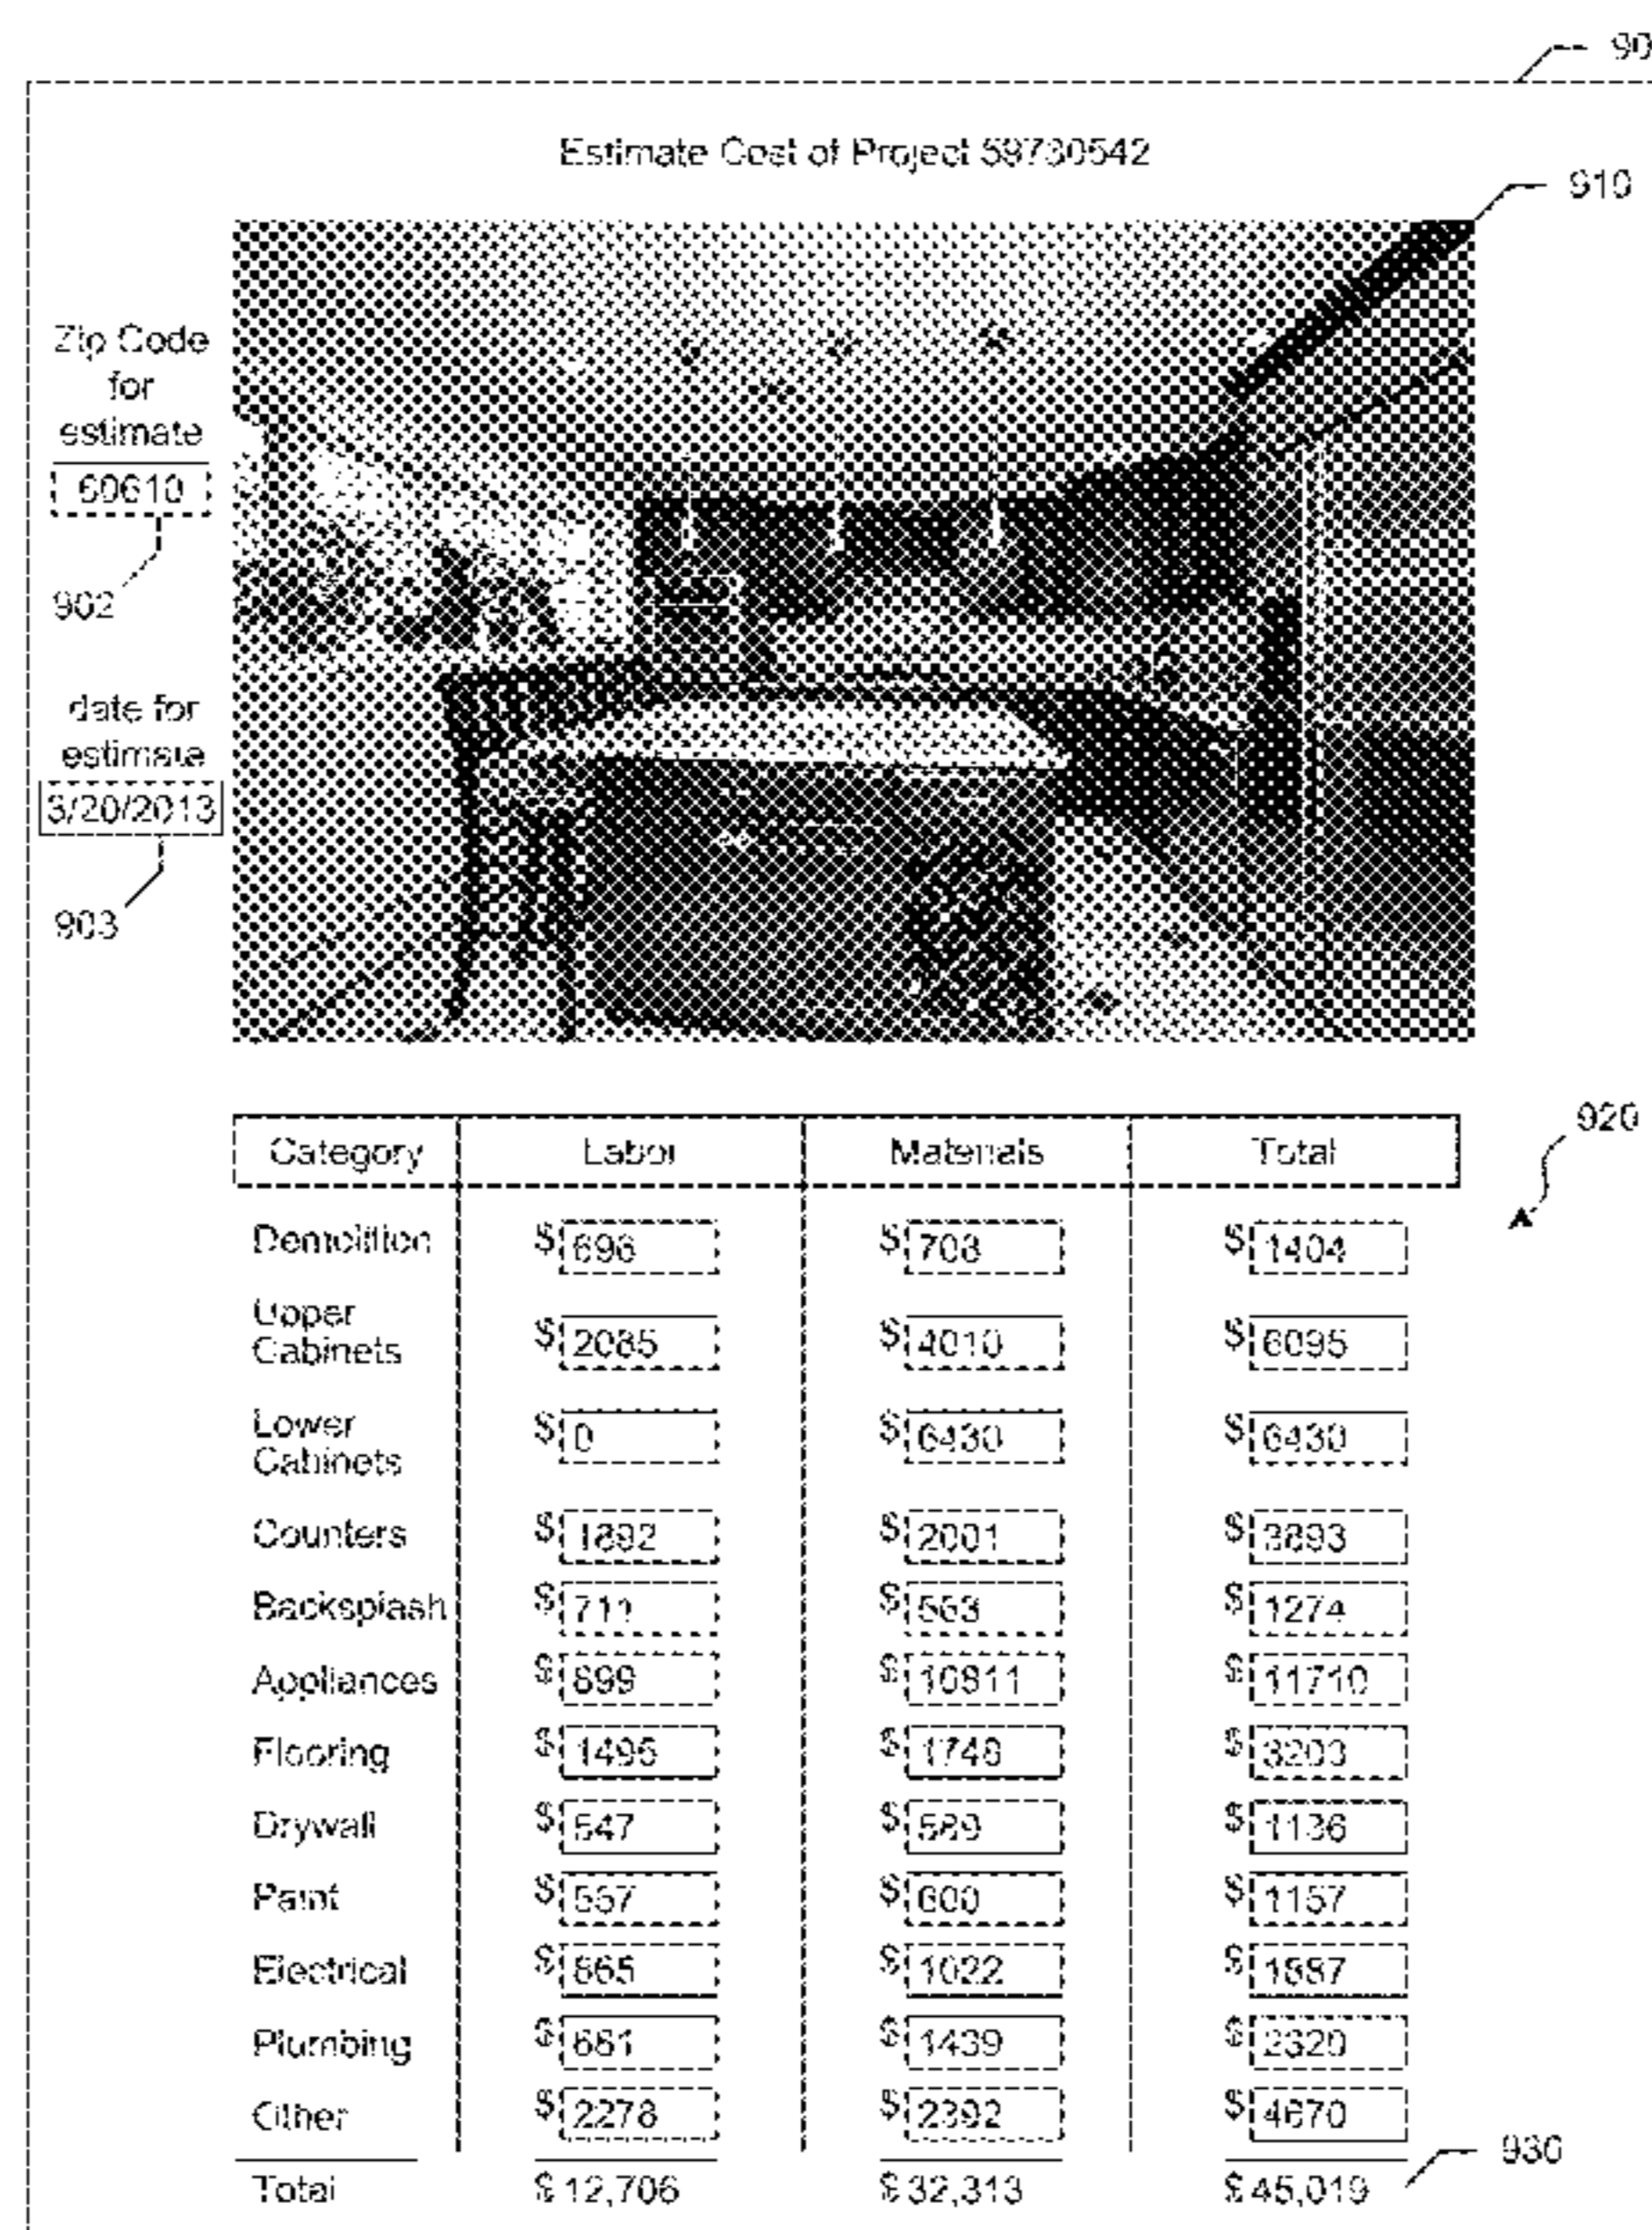 90
Estimate Cost of Project
910
Zip Code
for
estimate
60610
902
date for
estimate
3/20/2013
903
920
Category Labor Materials Total
Demolition $ 696 $ 708 $ 1404
Upper
Cabinets $ 2085 $ 4010 $ 6095
Lower
Cabinets $ 0 $ 6430 $ 6430
Counters $ 1892 $ 2001 $ 3893
Backsplash $ 711 $ 563 $ 1274
Appliances $ 899 $ 10811 $ 11710
Flooring $ 1495 $ 1748 $
Drywall $ 547 $ 589 $ 1136
Paint $ 557 $ 600 $ 1157
Electrical $ 865 $ 1022 $ 1887
Plumbing $ $ 1439 $ 2320
Other $ 2278 $ 2392 $ 4670
930
Total $ 12,706 $ 32,313 $ 45,019